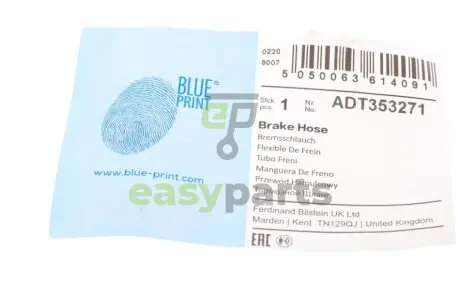 BLUE
PRINT
®
www.blue-print.com
0220
8007
5 050063 614091
Stck.
pcs.
1
Nr.
No.
ADT353271
Brake Hose
Bremsschlauch
Flexible De Frein
Tubo Freni
Manguera De Freno
Przewód Hamulcowy
Ferdinand Bilstein UK Ltd
Marden | Kent TN129QJ | United Kingdom
EAC
easyparts